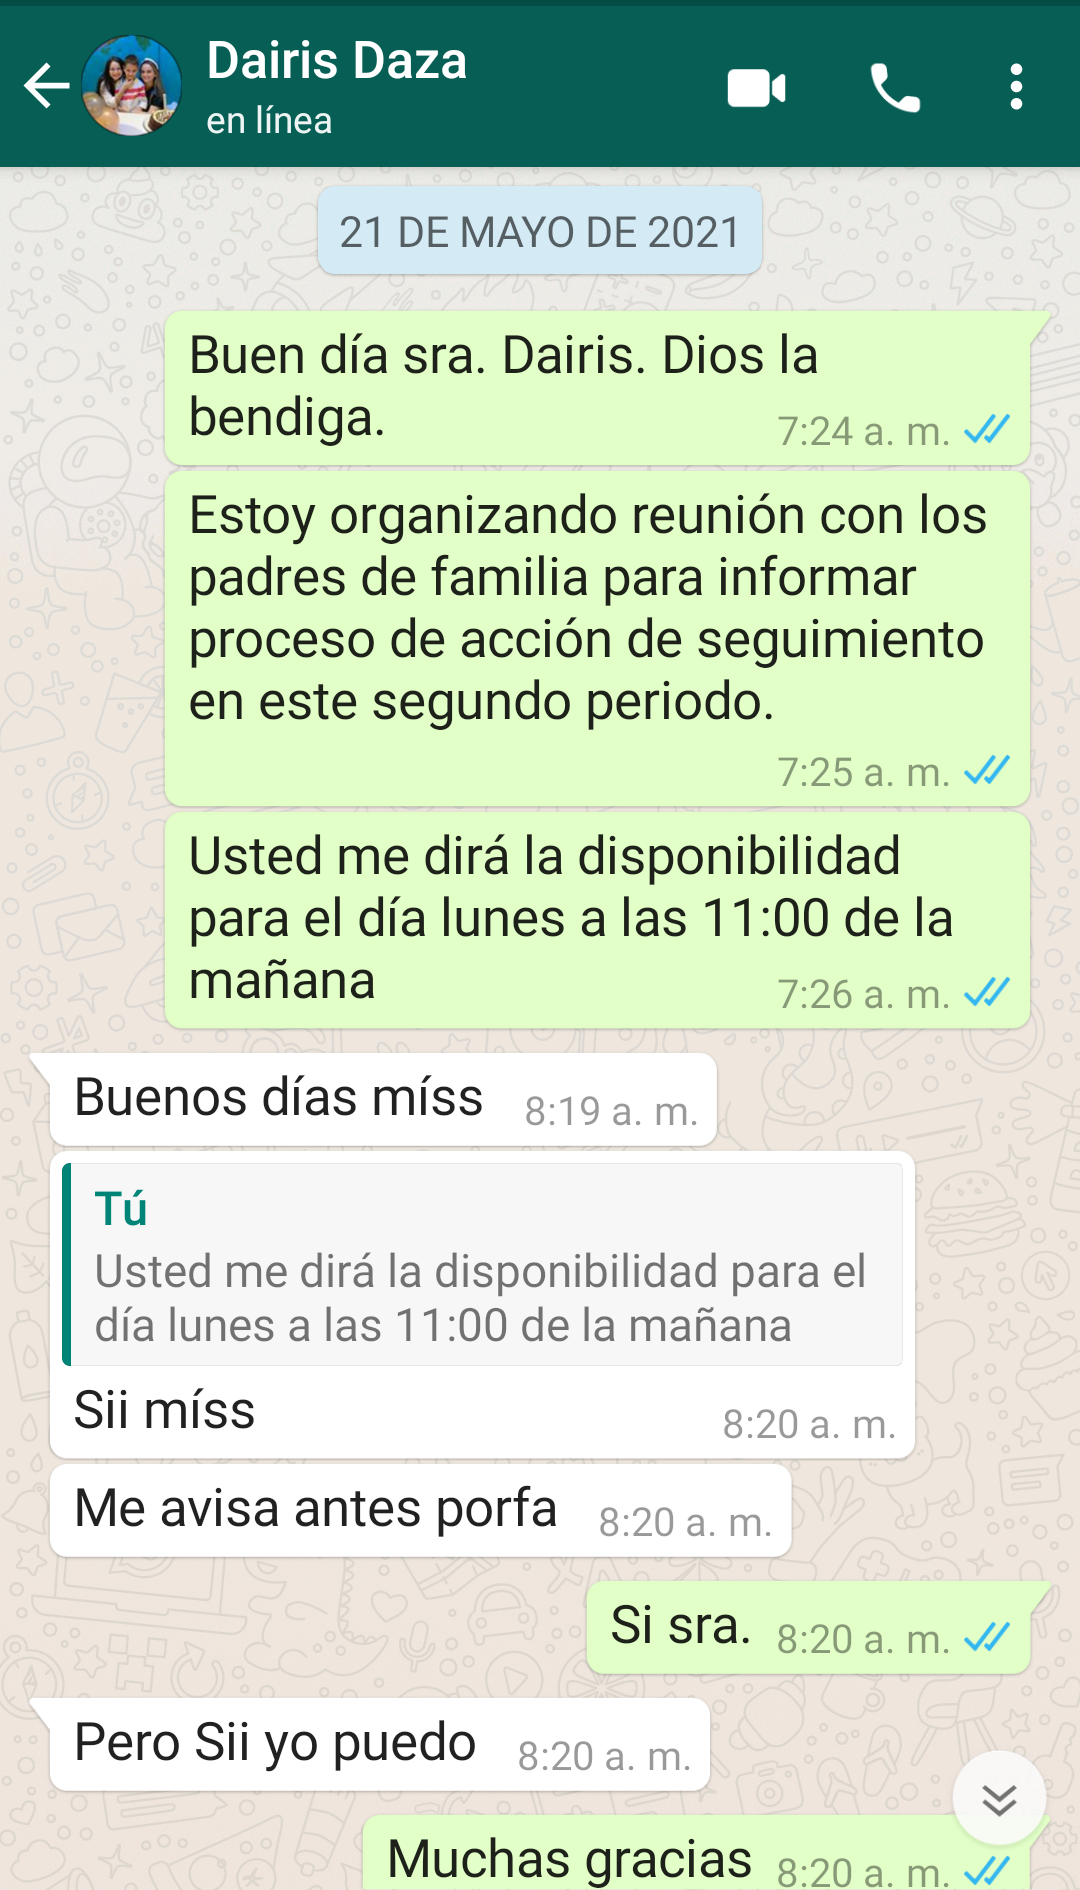 Dairis Daza
en línea
21 DE MAYO DE 2021
Buen día sra. Dairis. Dios la
bendiga.
7:24 a. m.
Estoy organizando reunión con los
padres de familia para informar
proceso de acción de seguimiento
en este segundo periodo.
7:25 a. m.
Usted me dirá la disponibilidad
para el día lunes a las 11:00 de la
mañana
7:26 a. m.
Buenos días míss
8:19 a. m.
Tú
Usted me dirá la disponibilidad para el
día lunes a las 11:00 de la mañana
Sii míss
8:20 a. m.
Me avisa antes porfa
8:20 a. m.
Si sra.
8:20 a. m.
Pero Sii yo puedo
8:20 a. m.
Muchas gracias
8:20 a. m.